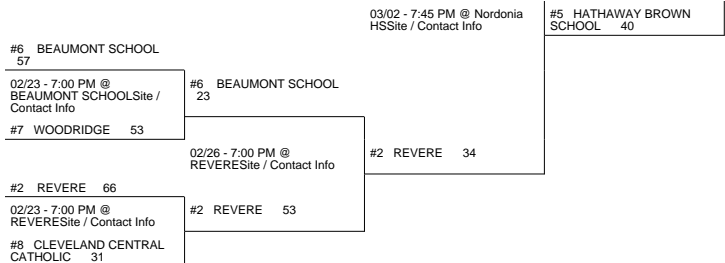 03/02 - 7:45 PM @ Nordonia
HSSite / Contact Info
#5 HATHAWAY BROWN
SCHOOL 40
#6 BEAUMONT SCHOOL
57
02/23 - 7:00 PM @
BEAUMONT SCHOOLSite /
Contact Info
#6 BEAUMONT SCHOOL
23
#7 WOODRIDGE 53
02/26 - 7:00 PM @
REVERESite / Contact Info
#2 REVERE 34
#2 REVERE 66
02/23 - 7:00 PM @
REVERESite / Contact Info
#2 REVERE 53
#8 CLEVELAND CENTRAL
CATHOLIC 31